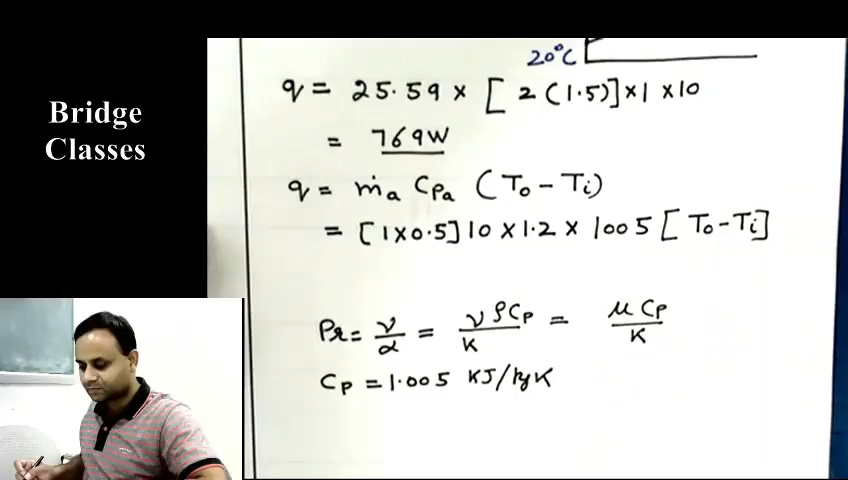 Bridge
Classes
20°C
q = 25.59 × [2(1.5)]×1×10
= 769W
q = ṁa Cpa (To - Ti)
= [1×0.5]10×1.2×1005[To-Ti]
Pr = ν/α = νρCp/K = μCp/K
Cp = 1.005 KJ/kgK